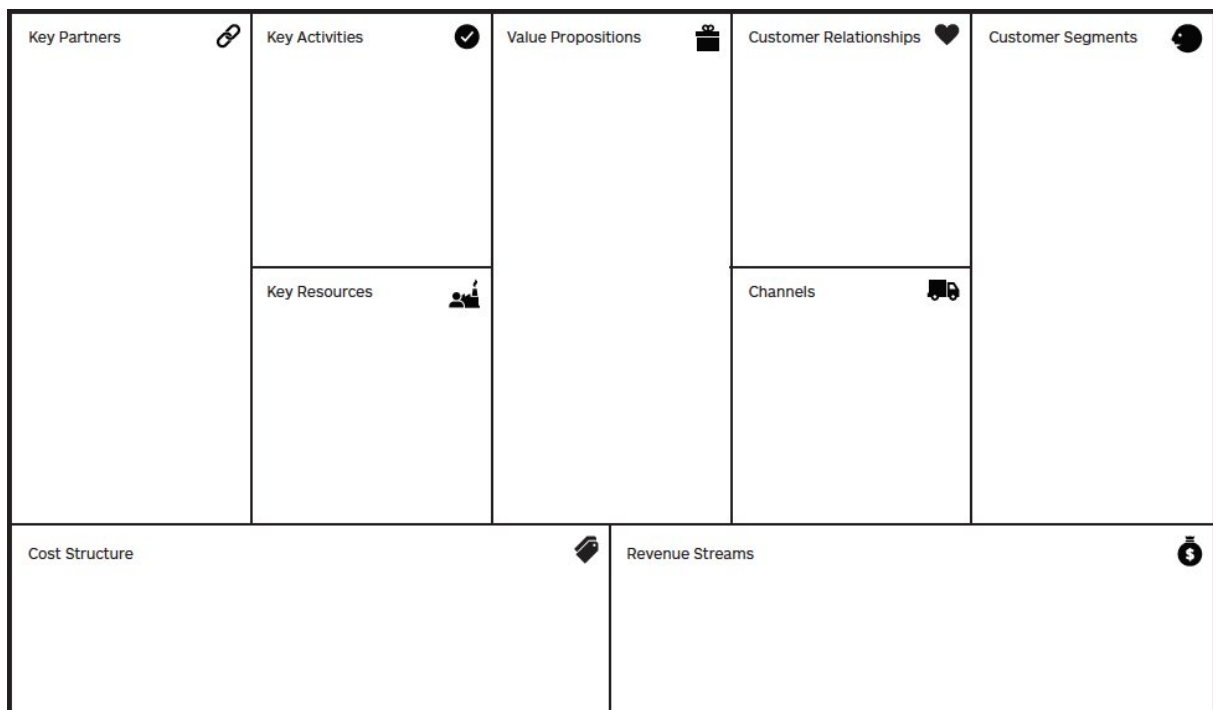 Key Partners
Key Activities
Value Propositions
Customer Relationships
Customer Segments
Key Resources
Channels
Cost Structure
Revenue Streams
$